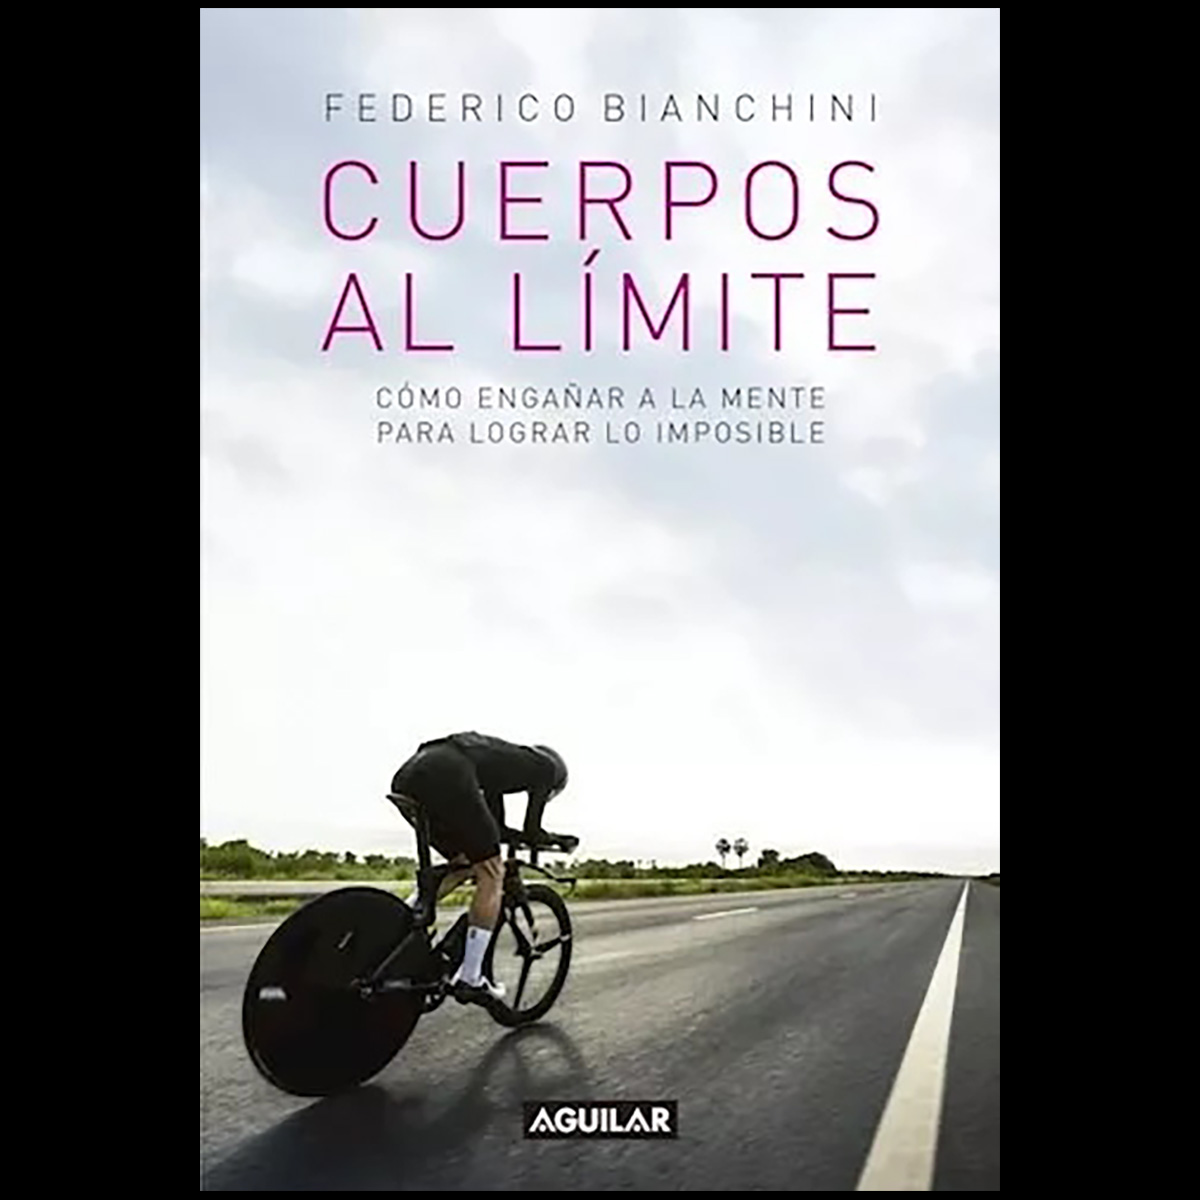 FEDERICO BIANCHINI
CUERPOS
AL LÍMITE
CÓMO ENGAÑAR A LA MENTE
PARA LOGRAR LO IMPOSIBLE
AGUILAR